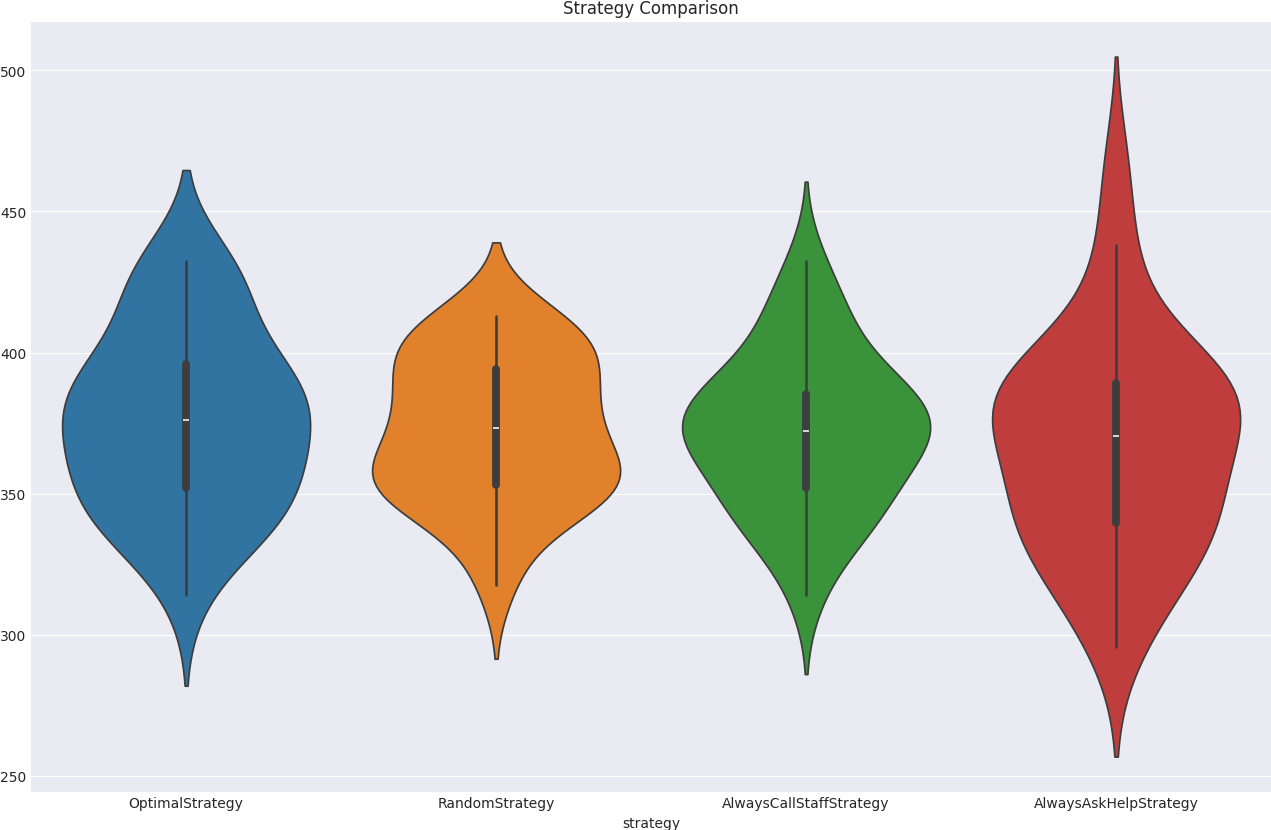 Strategy Comparison
500
450
400
350
300
250
OptimalStrategy RandomStrategy AlwaysCallStaffStrategy AlwaysAskHelpStrategy
strategy